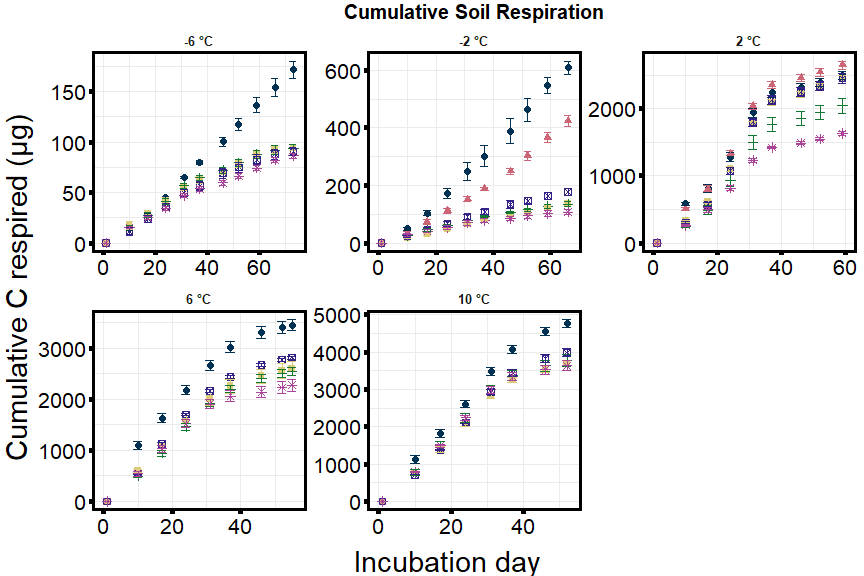 Cumulative Soil Respiration
-6 °C
-2 °C
2 °C
150
100
50
0
0 20 40 60
600
400
200
0
0 20 40 60
2000
1000
0
0 20 40 60
6 °C
10 °C
3000
2000
1000
0
0 20 40
5000
4000
3000
2000
1000
0
0 20 40
Cumulative C respired (µg)
Incubation day